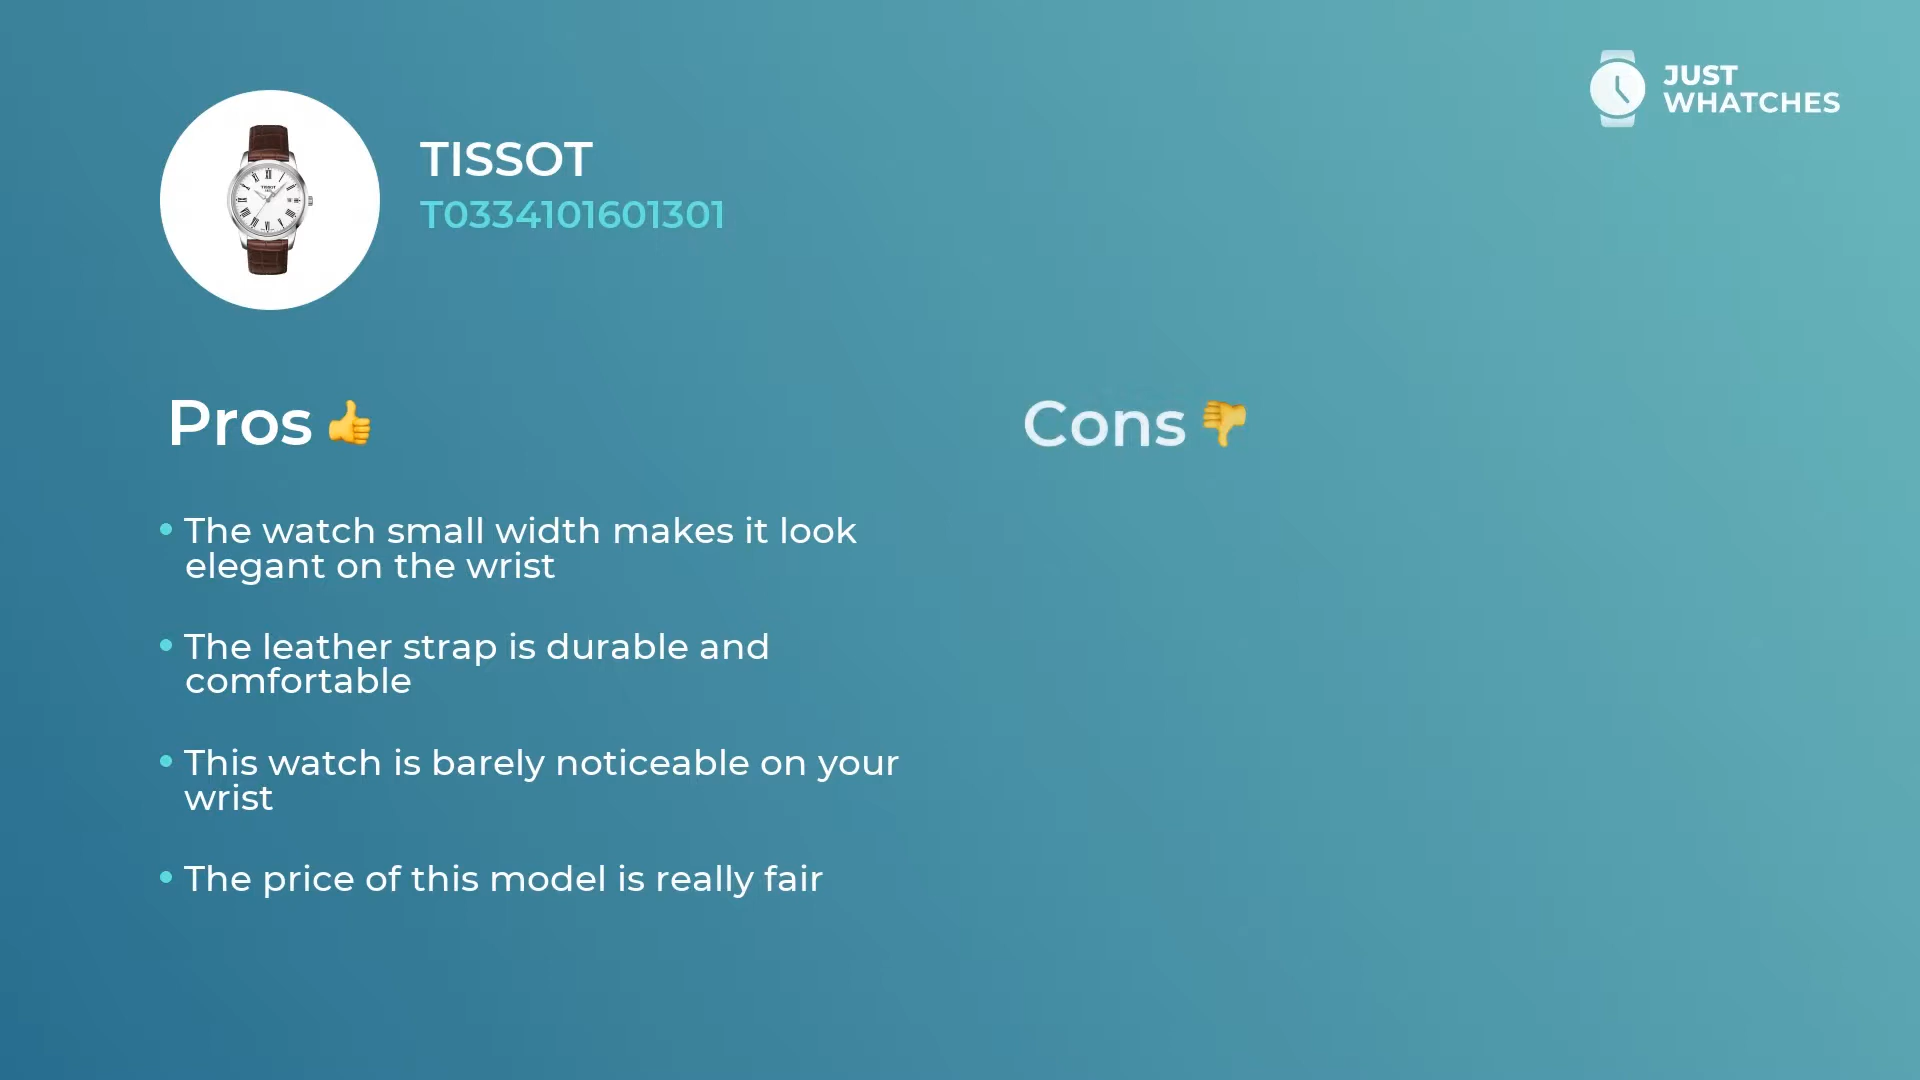 JUST
WHATCHES
TISSOT
T0334101601301
Pros
The watch small width makes it look
elegant on the wrist
The leather strap is durable and
comfortable
This watch is barely noticeable on your
wrist
The price of this model is really fair
Cons